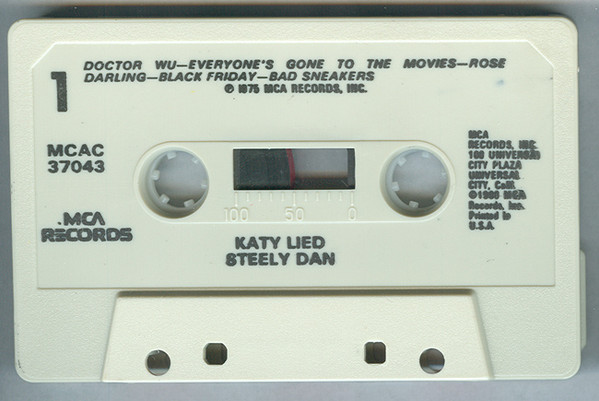 1
DOCTOR WU—EVERYONE'S GONE TO THE MOVIES—ROSE
DARLING—BLACK FRIDAY—BAD SNEAKERS
℗ 1975 MCA RECORDS, INC.
MCAC
37043
MCA
RECORDS, INC.
100 UNIVERSAL
CITY PLAZA
UNIVERSAL
CITY, Calif.
©1980 MCA
Records, Inc.
Printed in
U.S.A.
100 50 0
MCA
RECORDS
KATY LIED
STEELY DAN